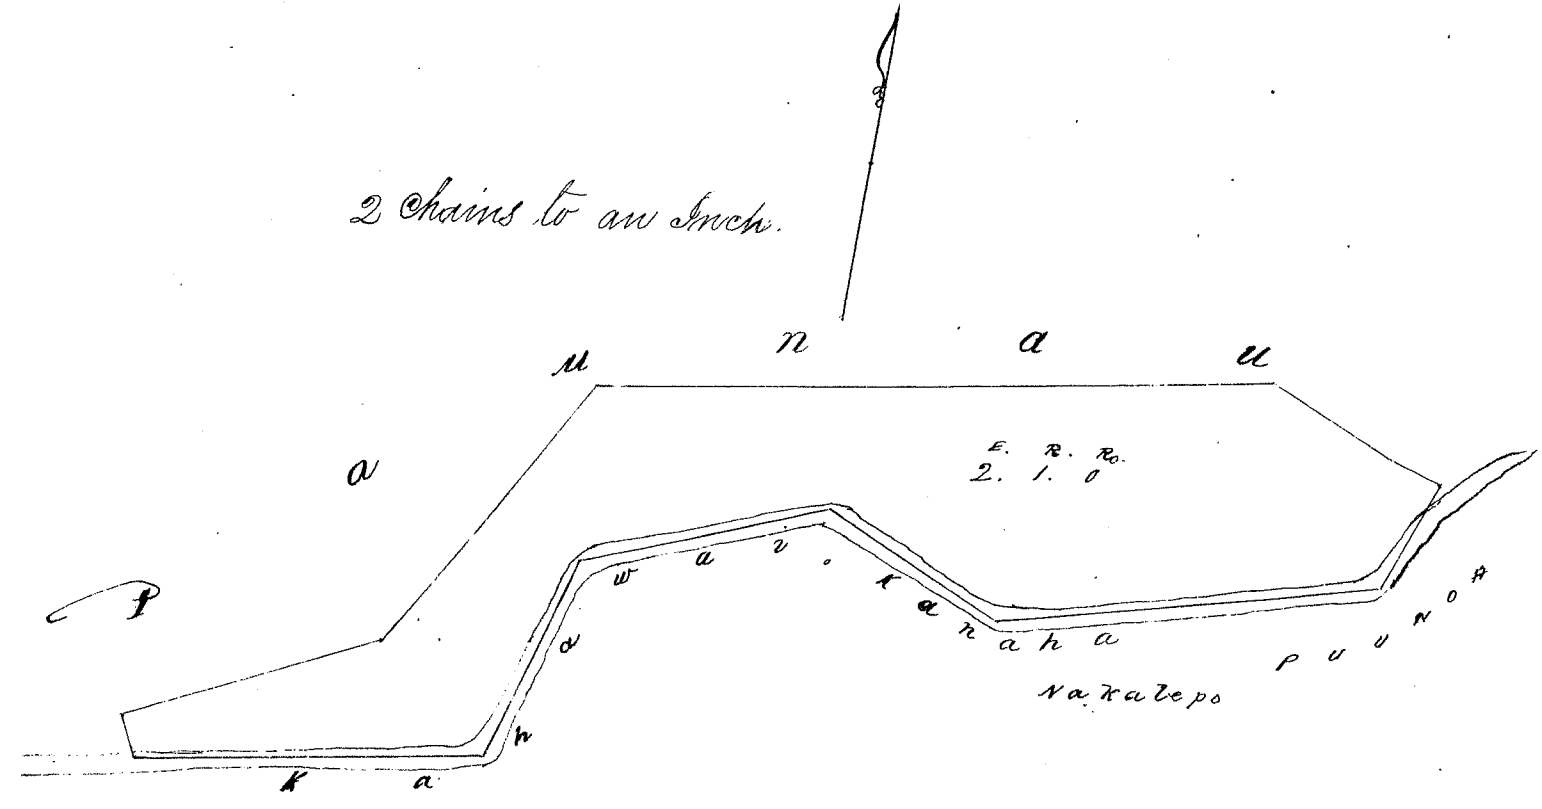 2 Chains to an Inch.
P a u n a u
E. R. Ro.
2. 1. 0
K a h a w a i o K a n a h a
P U U N O A
Nakalepo